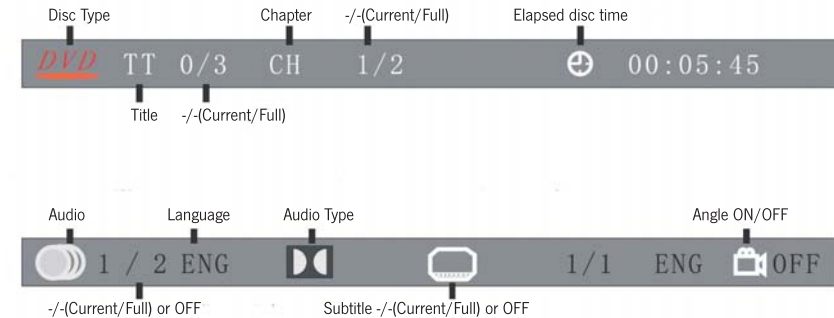 Disc Type Chapter -/-(Current/Full) Elapsed disc time
DVD TT 0/3 CH 1/2 00:05:45
Title -/-(Current/Full)
Audio Language Audio Type Angle ON/OFF
1 / 2 ENG 1/1 ENG OFF
-/-(Current/Full) or OFF Subtitle -/-(Current/Full) or OFF